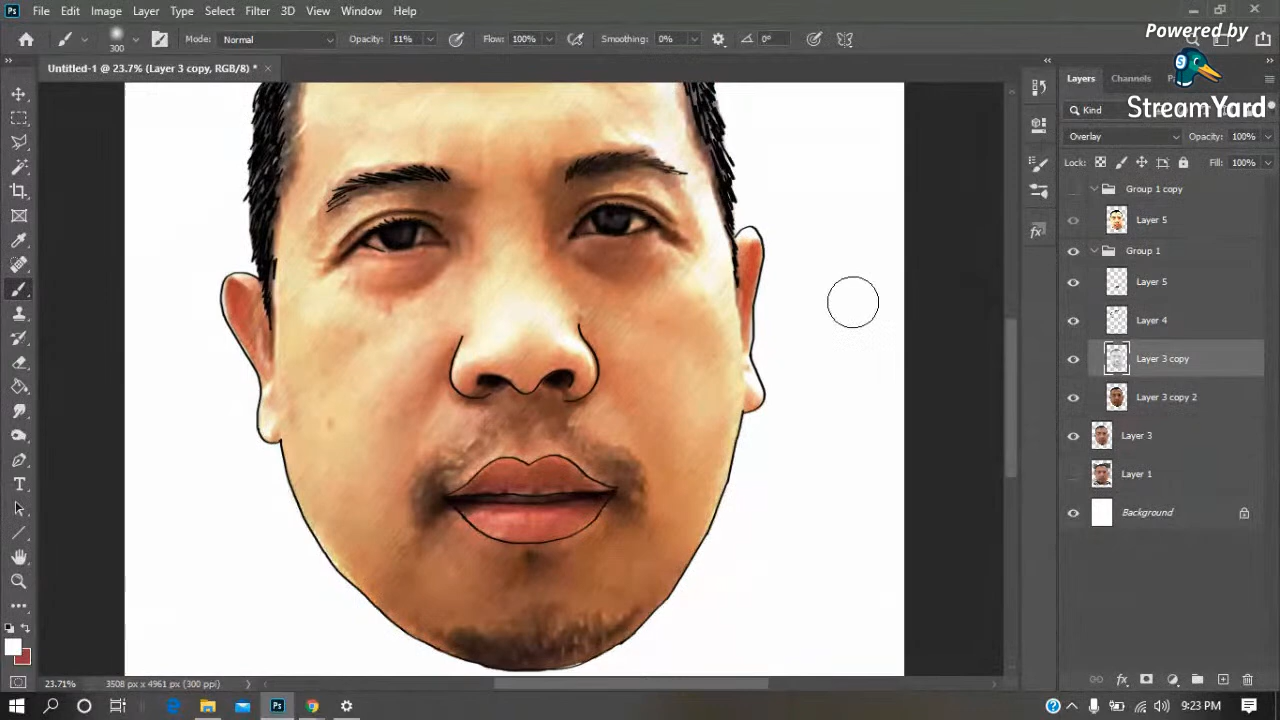 File Edit Image Layer Type Select Filter 3D View Window Help
Powered by
StreamYard
300 Mode: Normal Opacity: 11% Flow: 100% Smoothing: 0% 0°
Untitled-1 @ 23.7% (Layer 3 copy, RGB/8) *
Layers Channels
Kind
Overlay Opacity: 100%
Lock: Fill: 100%
Group 1 copy
Layer 5
Group 1
Layer 5
Layer 4
Layer 3 copy
Layer 3 copy 2
Layer 3
Layer 1
Background
23.71% 3508 px x 4961 px (300 ppi)
9:23 PM